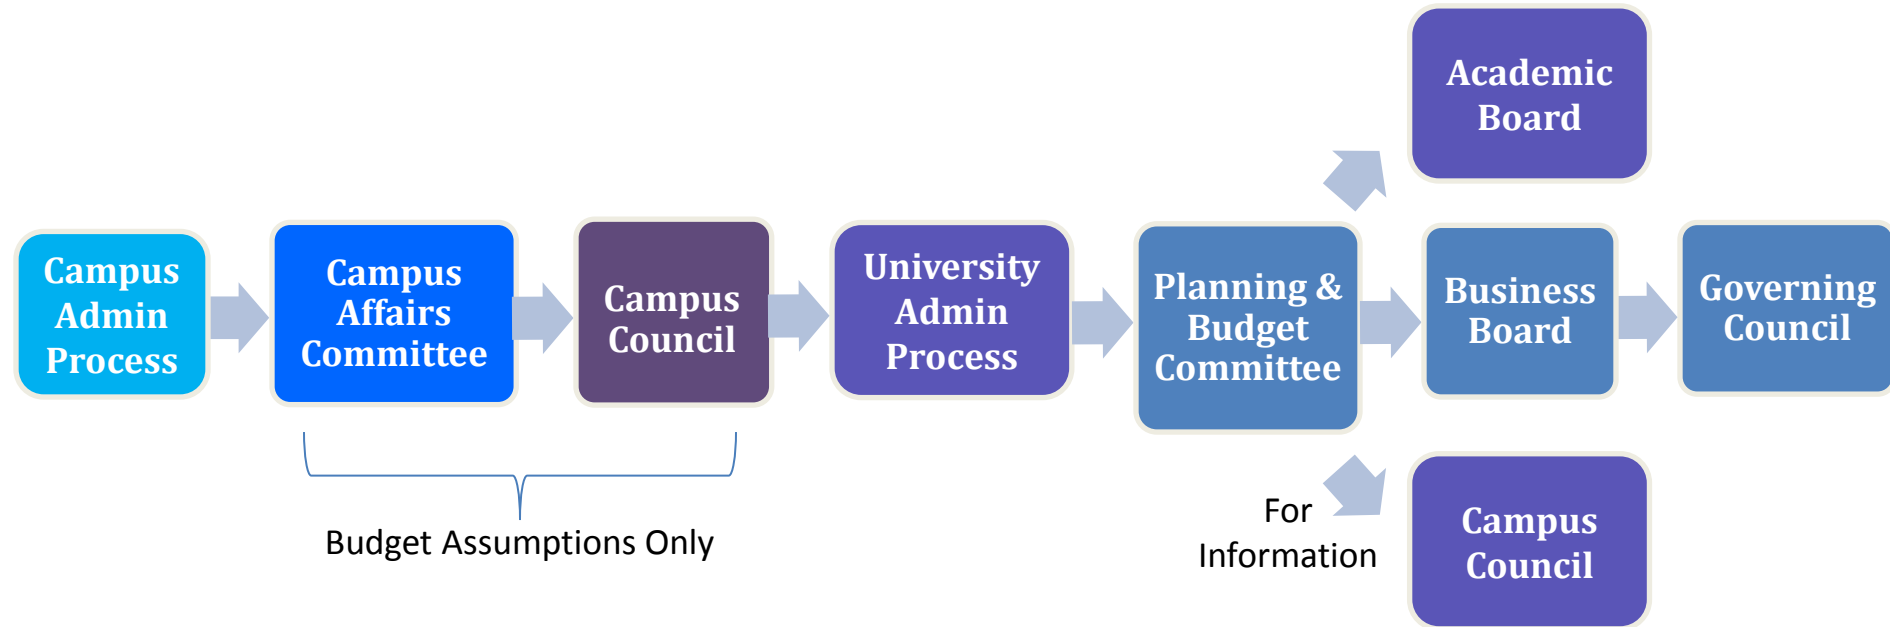 Campus
Admin
Process
Campus
Affairs
Committee
Campus
Council
Budget Assumptions Only
University
Admin
Process
Planning &
Budget
Committee
Academic
Board
Business
Board
Governing
Council
For
Information
Campus
Council